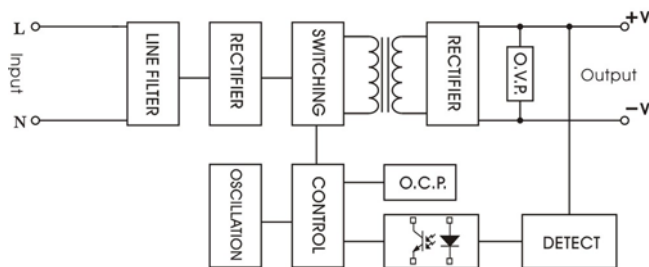 L
Input
N
LINE FILTER
RECTIFIER
SWITCHING
RECTIFIER
O.V.P.
+V
Output
-V
OSCILLATION
CONTROL
O.C.P.
DETECT